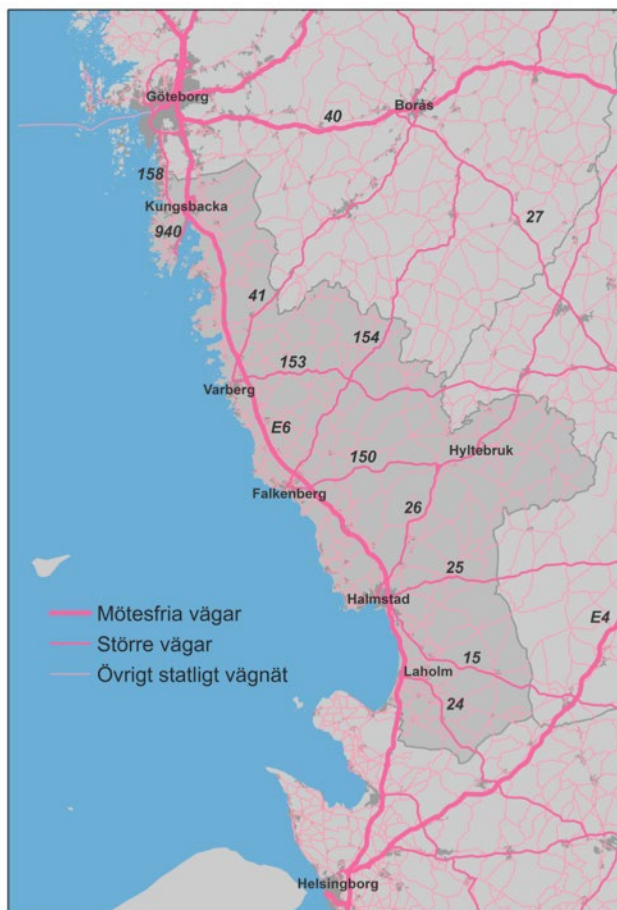 Göteborg
40
Borås
158
Kungsbacka
27
940
41
154
153
Varberg
E6
150
Hyltebruk
Falkenberg
26
25
Halmstad
Mötesfria vägar
E4
Större vägar
15
Laholm
Övrigt statligt vägnät
24
Helsingborg